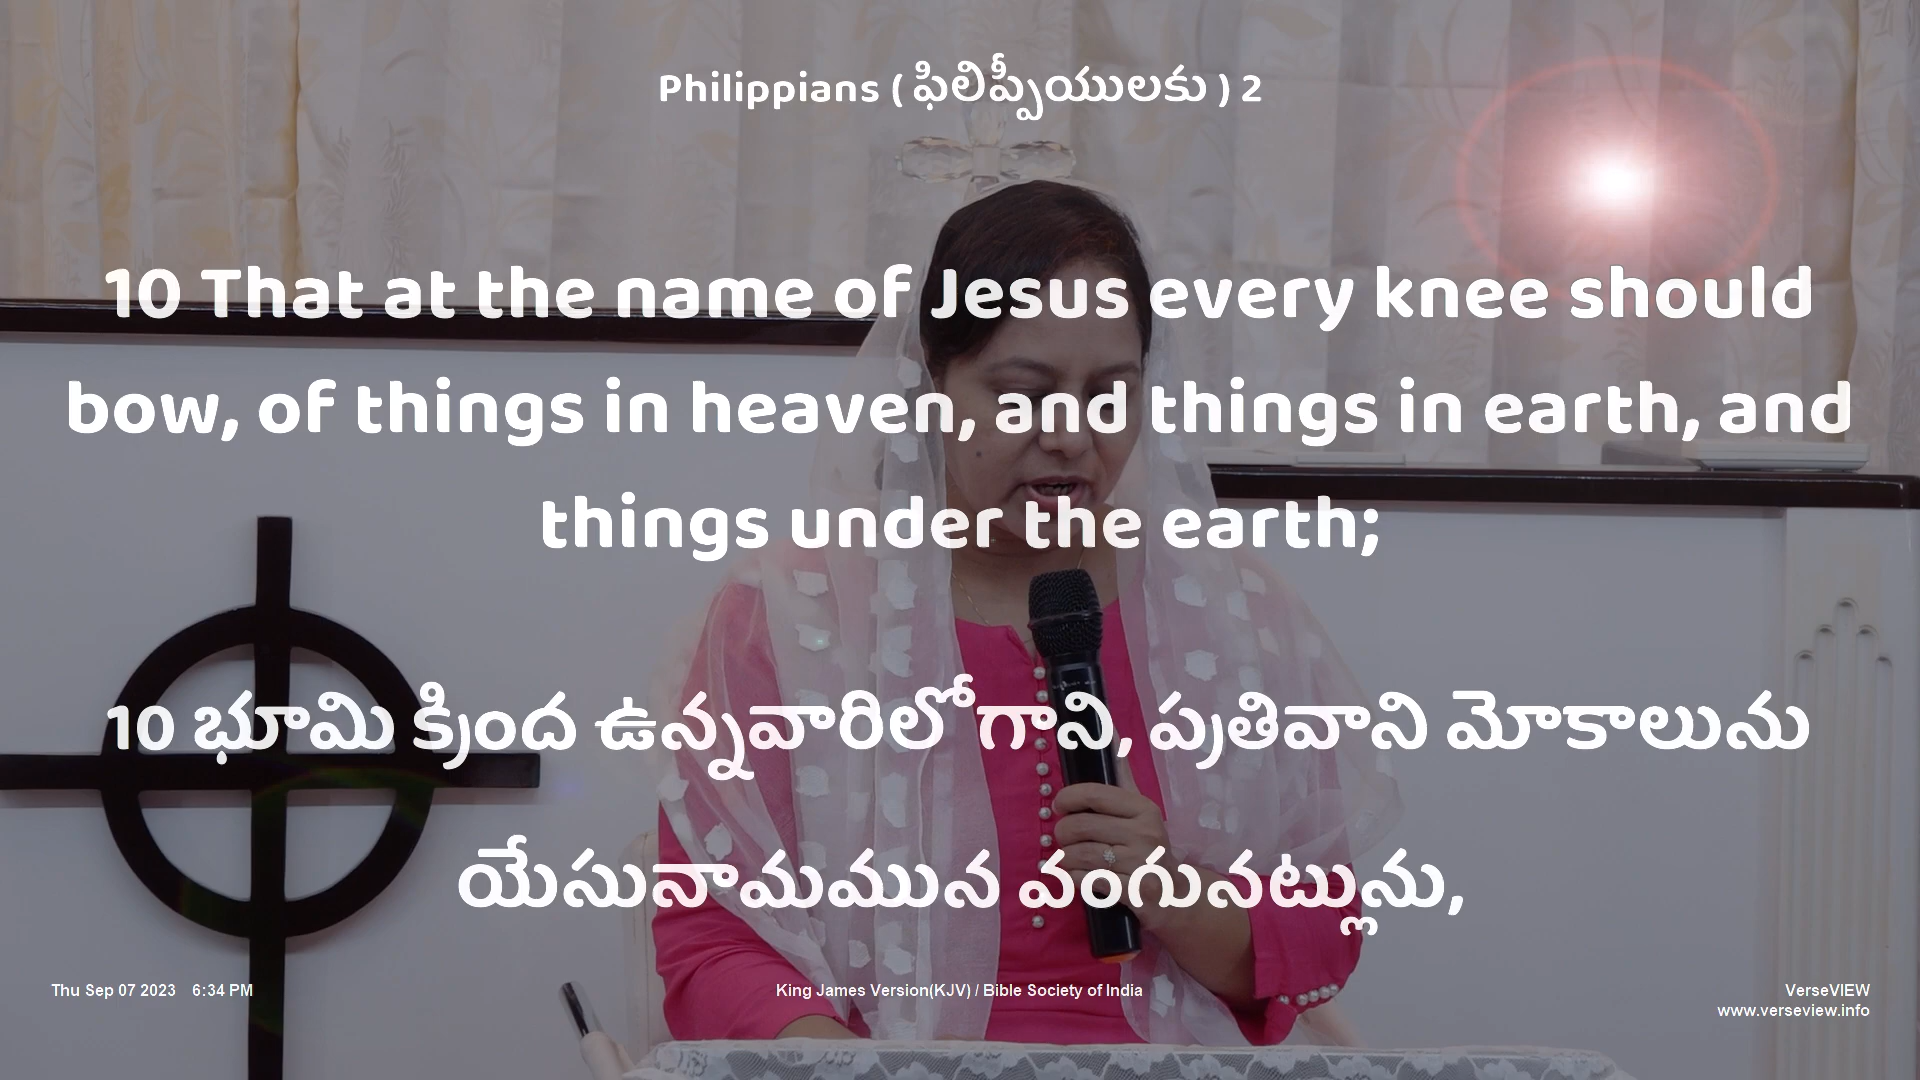 Philippians ( ఫిలిప్పీయులకు ) 2
10 That at the name of Jesus every knee should
bow, of things in heaven, and things in earth, and
things under the earth;
10 భూమి క్రింద ఉన్నవారిలోగాని, ప్రతివాని మోకాలును
యేసునామమున వంగునట్లును,
Thu Sep 07 2023 6:34 PM
King James Version(KJV) / Bible Society of India
VerseVIEW
www.verseview.info